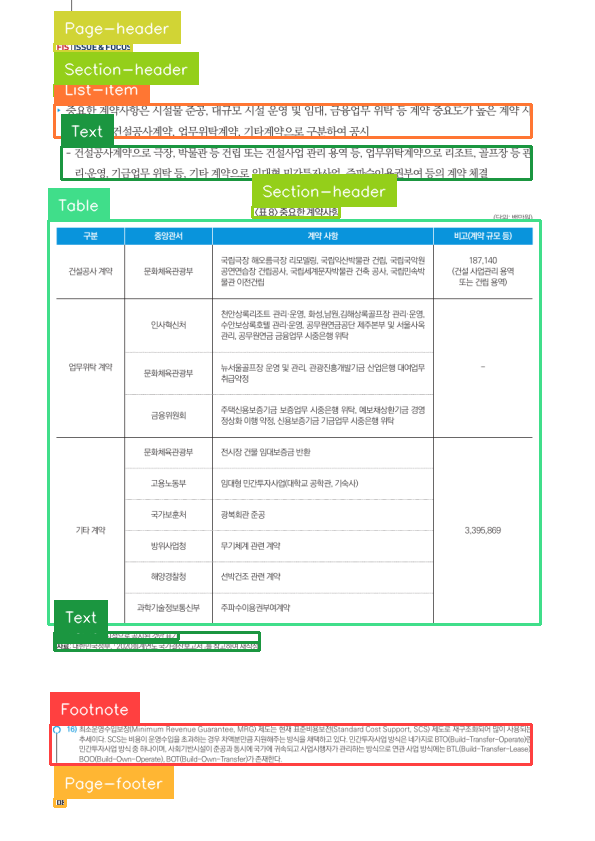 Page-header
FIS ISSUE & FOCUS
Section-header
List-item
• 중요한 계약사항은 시설물 준공, 대규모 시설 운영 및 임대, 금융업무 위탁 등 계약 중요도가 높은 계약 시
Text 건설공사계약, 업무위탁계약, 기타계약으로 구분하여 공시
– 건설공사계약으로 극장, 박물관 등 건립 또는 건설사업 관리 용역 등, 업무위탁계약으로 리조트, 골프장 등 관
리·운영, 기금업무 위탁 등, 기타 계약으로 임대형 민간투자사업, 주파수이용권부여 등의 계약 체결
Section-header
Table
<표 8> 중요한 계약사항
(단위: 백만원)
구분 중앙관서 계약 사항 비고(계약 규모 등)
건설공사 계약 문화체육관광부 국립극장 해오름극장 리모델링, 국립익산박물관 건립, 국립국악원
공연연습장 건립공사, 국립세계문자박물관 건축 공사, 국립민속박
물관 이전건립
187,140
(건설 사업관리 용역
또는 건립 용역)
업무위탁 계약 인사혁신처 천안상록리조트 관리·운영, 화성,남원,김해상록골프장 관리·운영,
수안보상록호텔 관리·운영, 공무원연금공단 제주본부 및 서울사옥
관리, 공무원연금 금융업무 시중은행 위탁
문화체육관광부 뉴서울골프장 운영 및 관리, 관광진흥개발기금 산업은행 대여업무
취급약정
–
금융위원회 주택신용보증기금 보증업무 시중은행 위탁, 예보채상환기금 경영
정상화 이행 약정, 신용보증기금 기금업무 시중은행 위탁
기타 계약 문화체육관광부 전시장 건물 임대보증금 반환
고용노동부 임대형 민간투자사업(대학교 공학관, 기숙사)
국가보훈처 광복회관 준공
방위사업청 무기체계 관련 계약
3,395,869
해양경찰청 선박건조 관련 계약
과학기술정보통신부 주파수이용권부여계약
Text
Footnote
16) 최소운영수입보장(Minimum Revenue Guarantee, MRG) 제도는 현재 표준비용보전(Standard Cost Support, SCS) 제도로 재구조화되어 많이 사용되는
추세이다. SCS는 비용이 운영수입을 초과하는 경우 차액분만을 지원해주는 방식을 채택하고 있다. 민간투자사업 방식은 네가지로 BTO(Build-Transfer-Operate)는
민간투자사업 방식 중 하나이며, 사회기반시설이 준공과 동시에 국가에 귀속되고 사업시행자가 관리하는 방식으로 연관 사업 방식에는 BTL(Build-Transfer-Lease)
BOO(Build-Own-Operate), BOT(Build-Own-Transfer)가 존재한다.
Page-footer